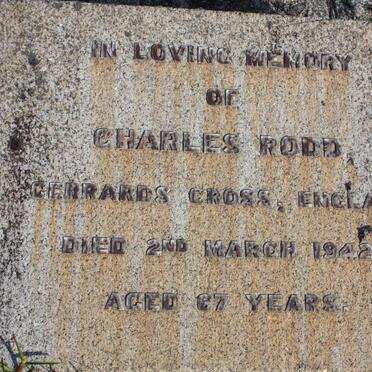 IN LOVING MEMORY
OF
CHARLES RODD,
GERRARDS CROSS, ENGLA
DIED 2ND MARCH 1942
AGED 67 YEARS.